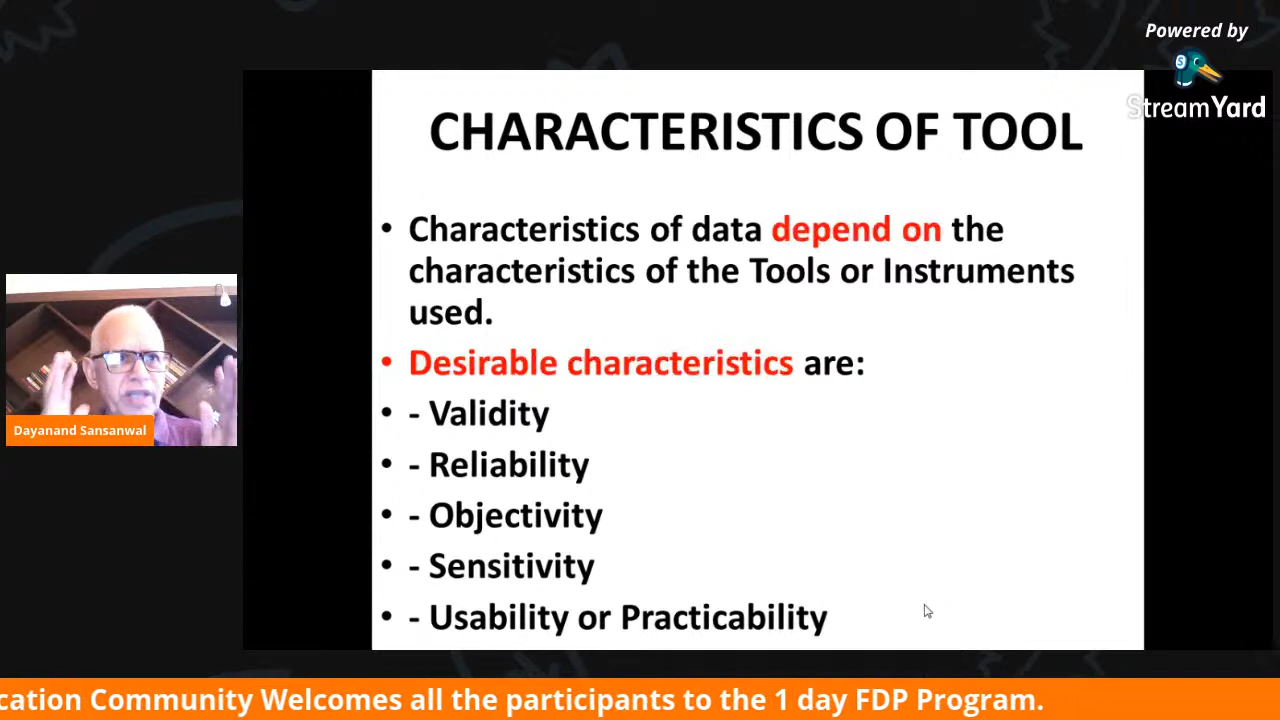 Powered by
StreamYard
CHARACTERISTICS OF TOOL
• Characteristics of data depend on the
characteristics of the Tools or Instruments
used.
• Desirable characteristics are:
• - Validity
• - Reliability
• - Objectivity
• - Sensitivity
• - Usability or Practicability
Dayanand Sansanwal
cation Community Welcomes all the participants to the 1 day FDP Program.